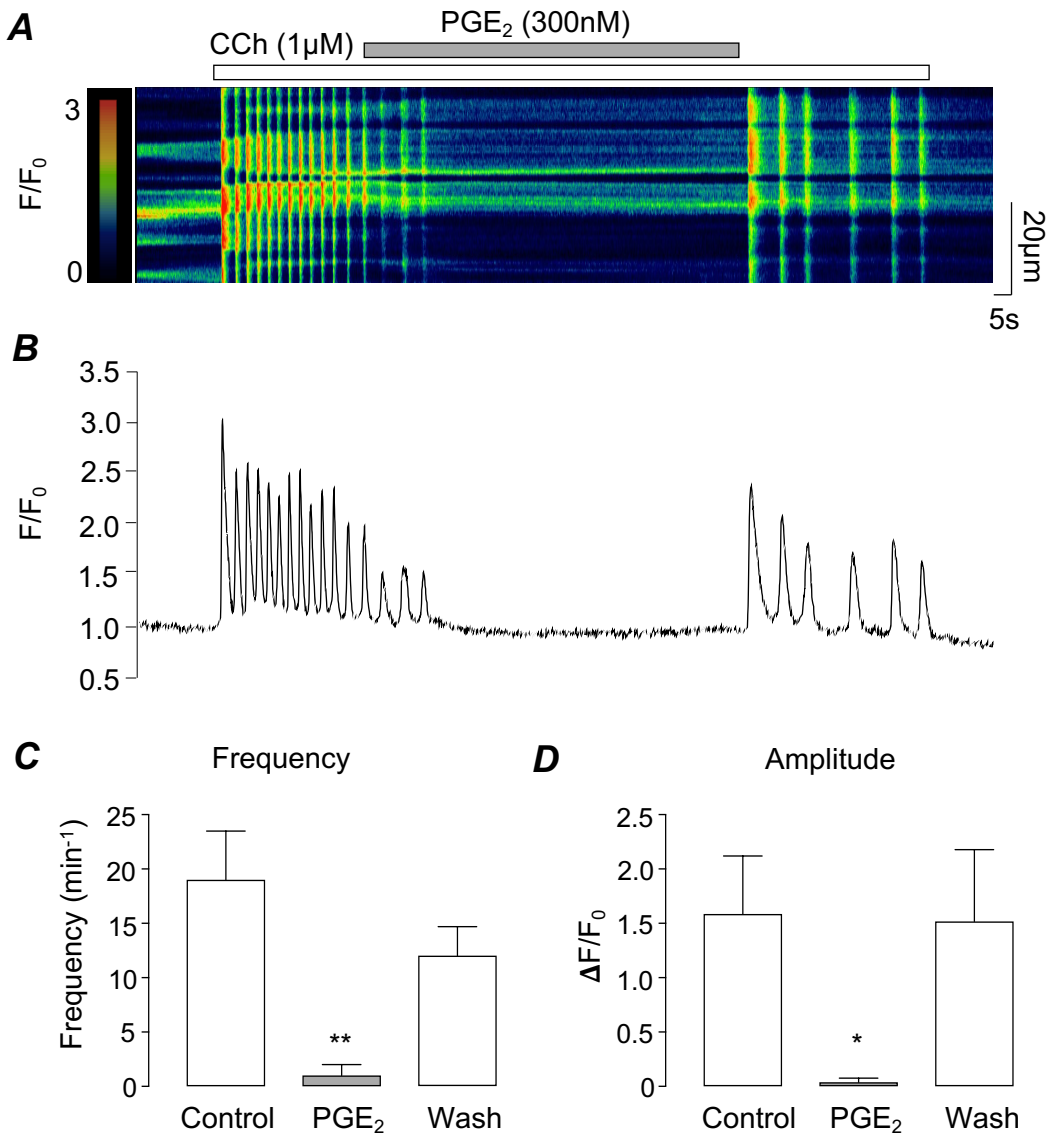 A
PGE₂ (300nM)
CCh (1µM)
3
F/F₀
0
20µm
5s
B
3.5
3.0
2.5
2.0
1.5
1.0
0.5
F/F₀
C
Frequency
25
20
15
10
5
0
Frequency (min⁻¹)
**
Control
PGE₂
Wash
D
Amplitude
2.5
2.0
1.5
1.0
0.5
0
ΔF/F₀
*
Control
PGE₂
Wash